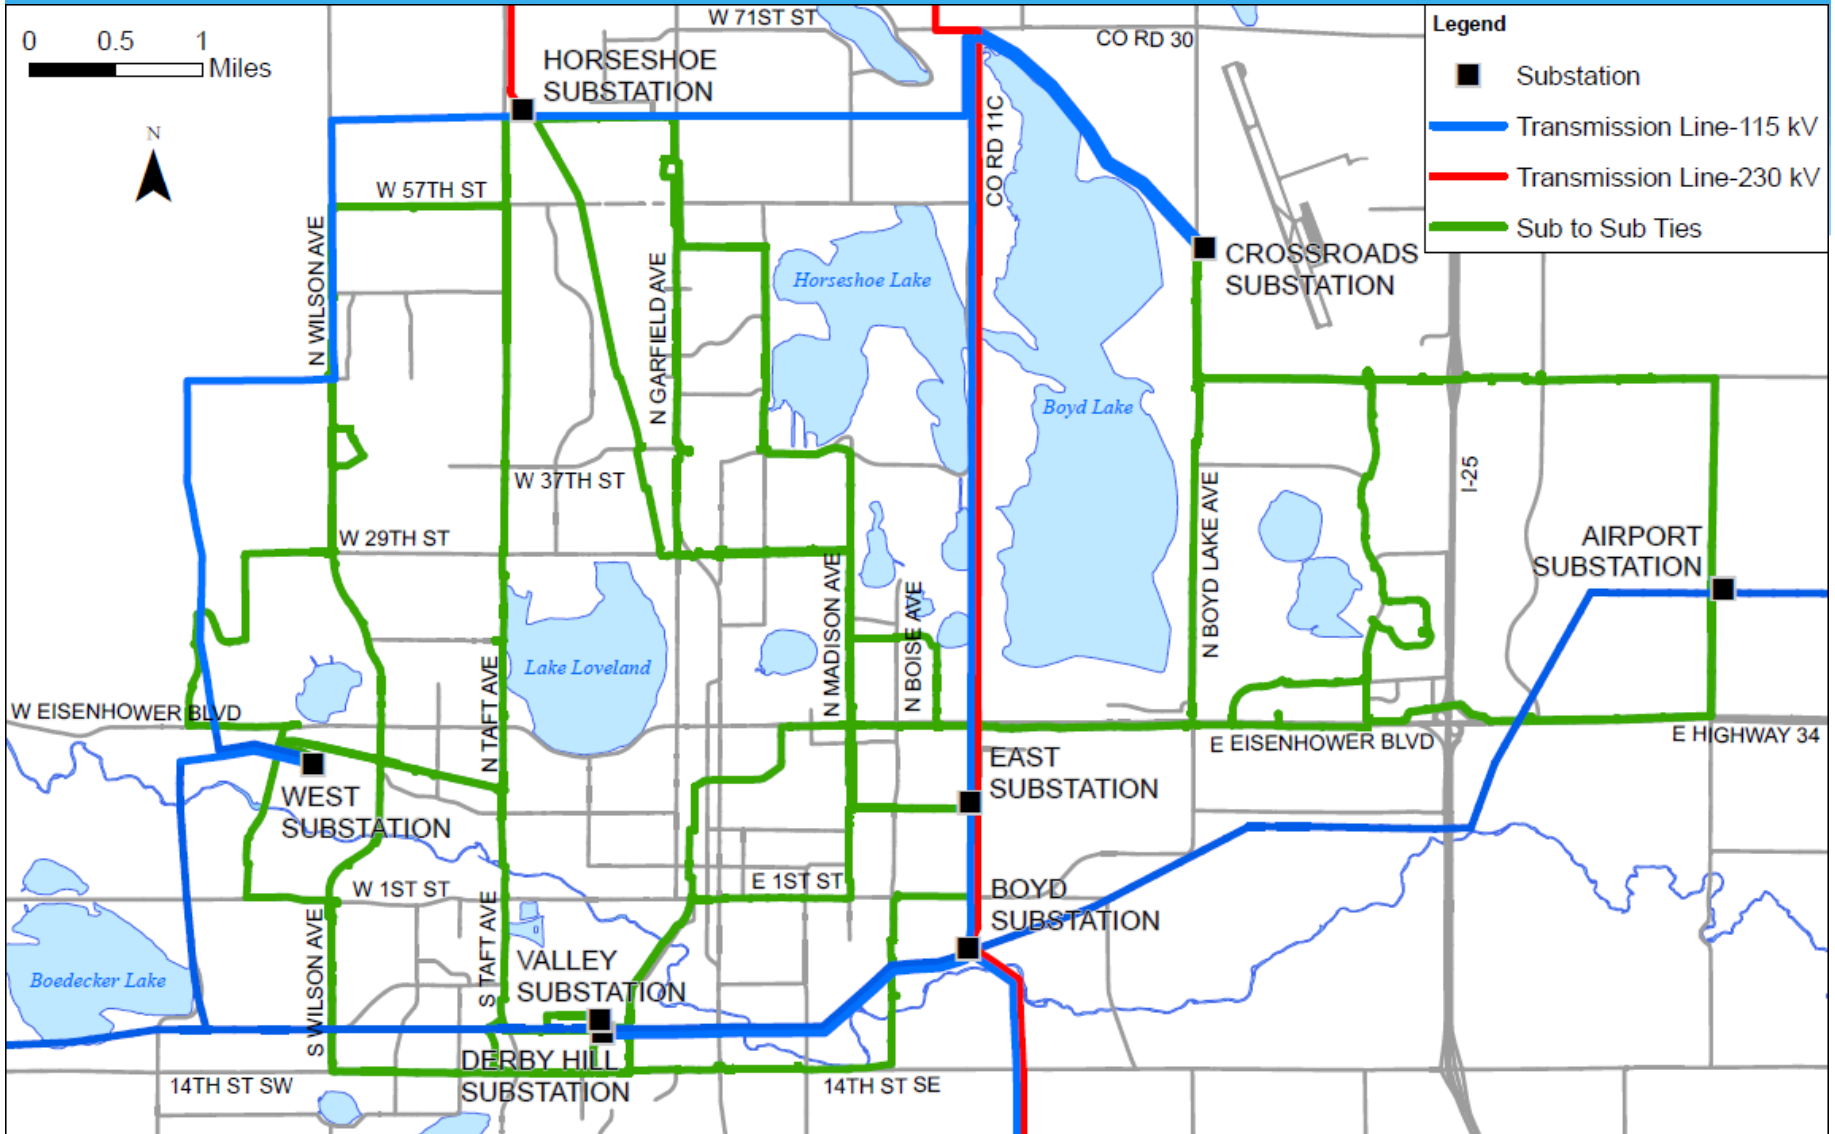 W 71ST ST
Legend
0 0.5 1
Miles
CO RD 30
HORSESHOE
SUBSTATION
Substation
Transmission Line-115 kV
N
CO RD 11C
Transmission Line-230 kV
W 57TH ST
Sub to Sub Ties
N WILSON AVE
N GARFIELD AVE
Horseshoe Lake
CROSSROADS
SUBSTATION
Boyd Lake
W 37TH ST
I-25
N BOYD LAKE AVE
W 29TH ST
AIRPORT
SUBSTATION
N MADISON AVE
N BOISE AVE
Lake Loveland
N TAFT AVE
W EISENHOWER BLVD
E EISENHOWER BLVD
E HIGHWAY 34
EAST
SUBSTATION
WEST
SUBSTATION
W 1ST ST
E 1ST ST
BOYD
SUBSTATION
S WILSON AVE
S TAFT AVE
VALLEY
SUBSTATION
Boedecker Lake
DERBY HILL
SUBSTATION
14TH ST SW
14TH ST SE